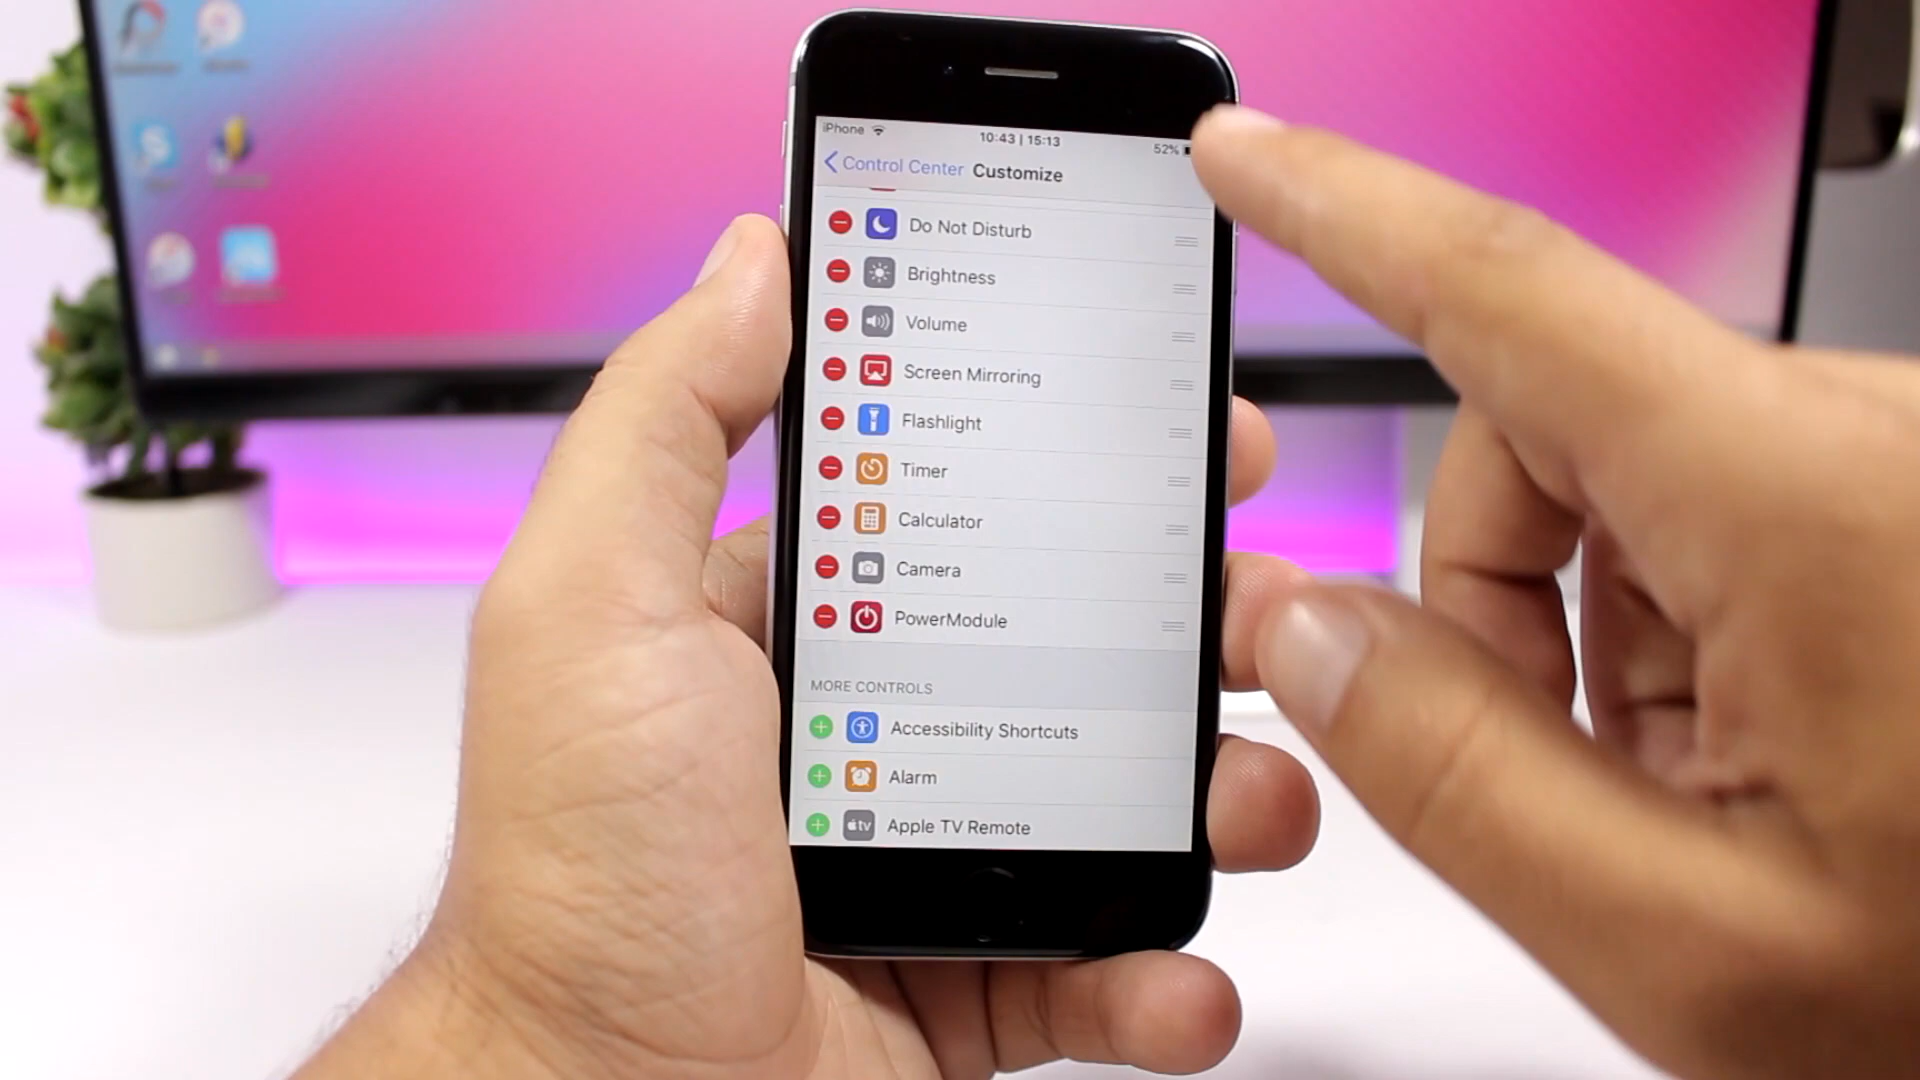 iPhone
10:43 | 15:13
52%
Control Center
Customize
Do Not Disturb
Brightness
Volume
Screen Mirroring
Flashlight
Timer
Calculator
Camera
PowerModule
MORE CONTROLS
Accessibility Shortcuts
Alarm
tv
Apple TV Remote